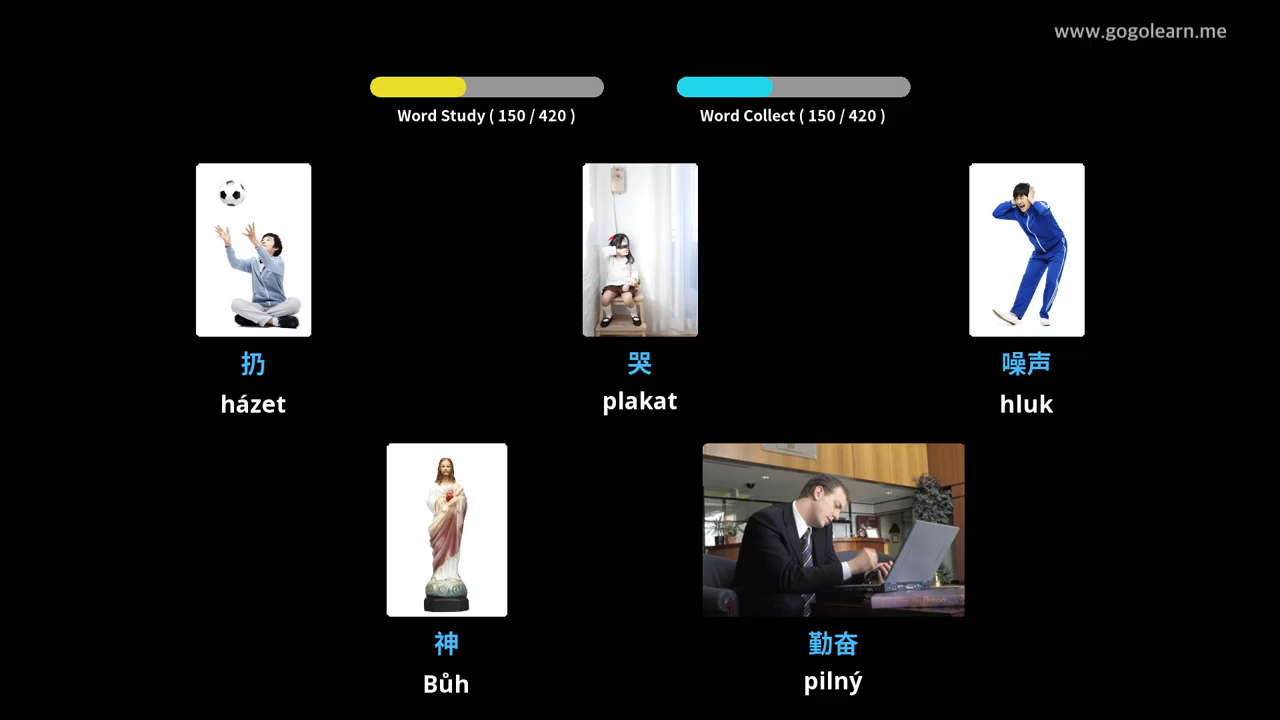 www.gogolearn.me
Word Study ( 150 / 420 )
Word Collect ( 150 / 420 )
扔
házet
哭
plakat
噪声
hluk
神
Bůh
勤奋
pilný